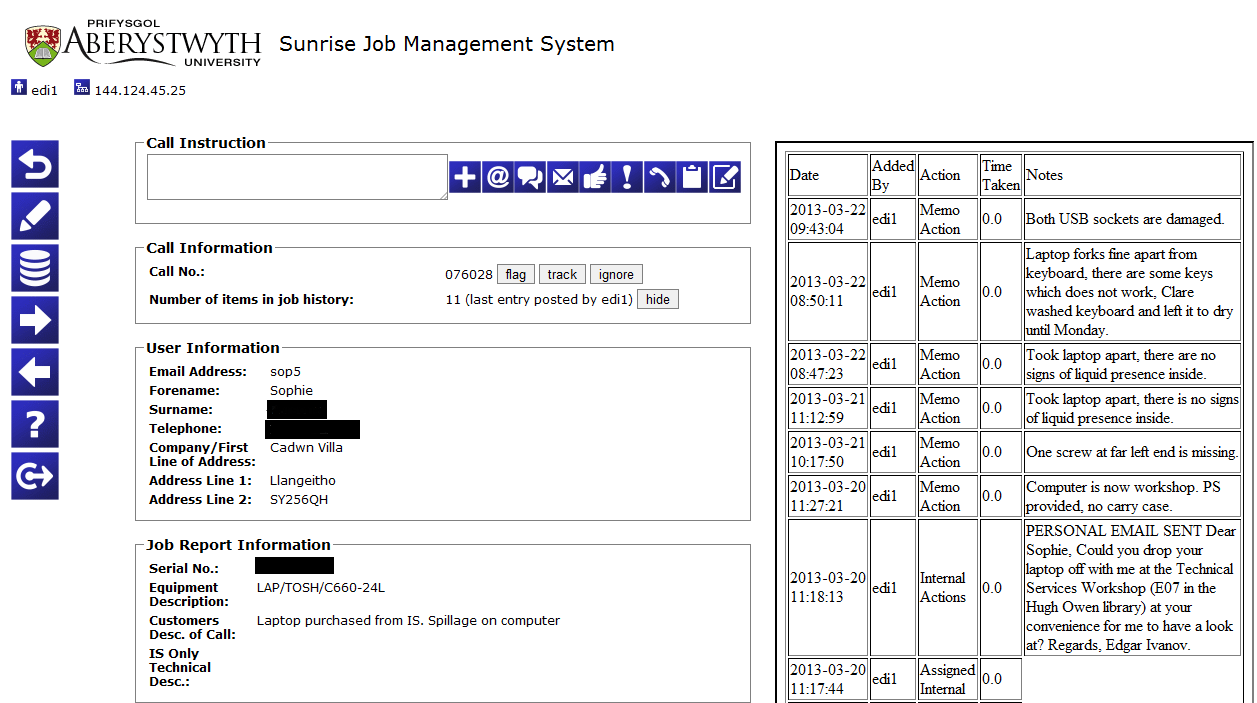 PRIFYSGOL
ABERYSTWYTH
UNIVERSITY
Sunrise Job Management System
edi1 144.124.45.25
Call Instruction
Call Information
Call No.: 076028 flag track ignore
Number of items in job history: 11 (last entry posted by edi1) hide
User Information
Email Address: sop5
Forename: Sophie
Surname:
Telephone:
Company/First Cadwn Villa
Line of Address:
Address Line 1: Llangeitho
Address Line 2: SY256QH
Job Report Information
Serial No.:
Equipment LAP/TOSH/C660-24L
Description:
Customers Laptop purchased from IS. Spillage on computer
Desc. of Call:
IS Only
Technical
Desc.:
Date Added By Action Time Taken Notes
2013-03-22
09:43:04
edi1
Memo
Action
0.0
Both USB sockets are damaged.
2013-03-22
08:50:11
edi1
Memo
Action
0.0
Laptop forks fine apart from
keyboard, there are some keys
which does not work, Clare
washed keyboard and left it to dry
until Monday.
2013-03-22
08:47:23
edi1
Memo
Action
0.0
Took laptop apart, there are no
signs of liquid presence inside.
2013-03-21
11:12:59
edi1
Memo
Action
0.0
Took laptop apart, there is no signs
of liquid presence inside.
2013-03-21
10:17:50
edi1
Memo
Action
0.0
One screw at far left end is missing.
2013-03-20
11:27:21
edi1
Memo
Action
0.0
Computer is now workshop. PS
provided, no carry case.
2013-03-20
11:18:13
edi1
Internal
Actions
0.0
PERSONAL EMAIL SENT Dear
Sophie, Could you drop your
laptop off with me at the Technical
Services Workshop (E07 in the
Hugh Owen library) at your
convenience for me to have a look
at? Regards, Edgar Ivanov.
2013-03-20
11:17:44
edi1
Assigned
Internal
0.0